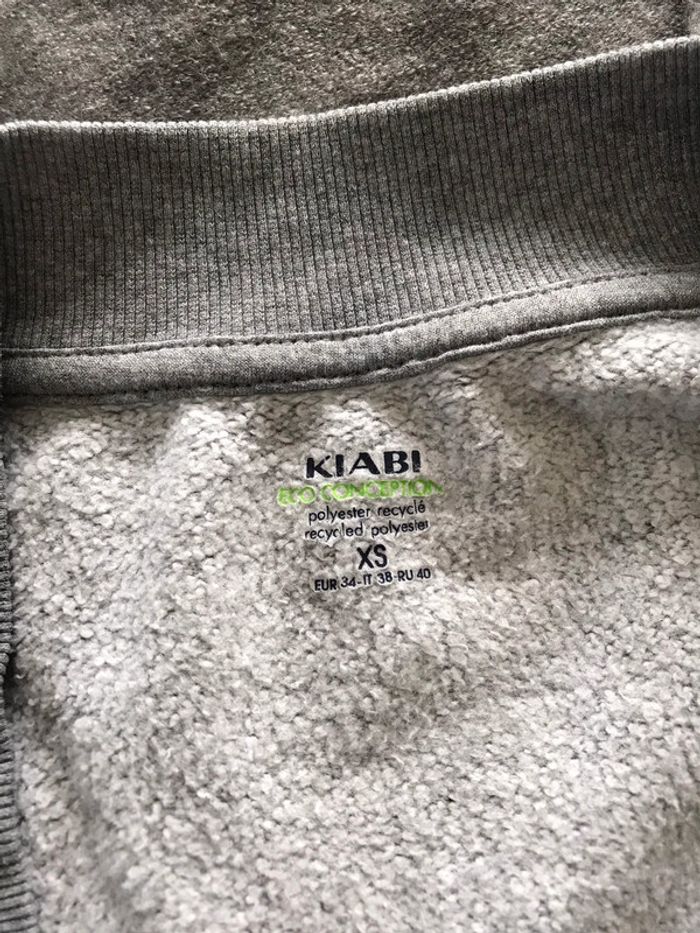 KIABI
ECO CONCEPTION
polyester recyclé
recycled polyester
XS
EUR 34-IT 38-RU 40